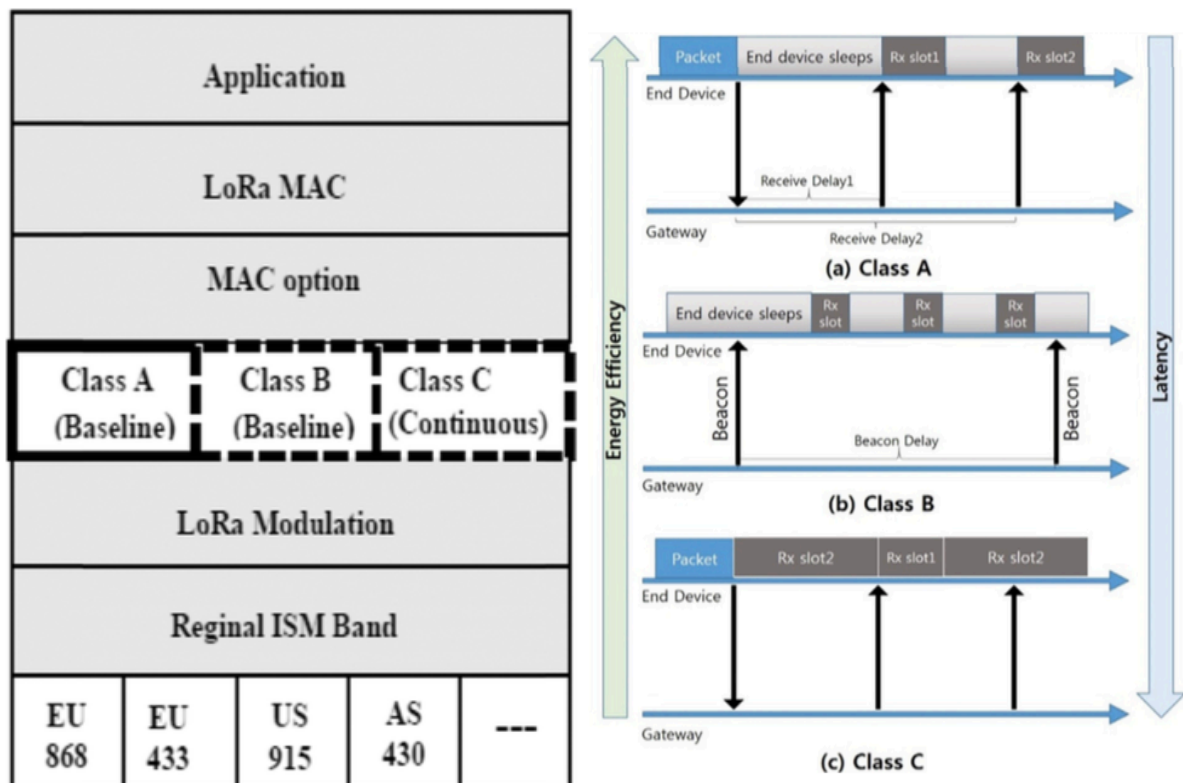 Application
LoRa MAC
MAC option
Class A
(Baseline)
Class B
(Baseline)
Class C
(Continuous)
LoRa Modulation
Reginal ISM Band
EU
868
EU
433
US
915
AS
430
---
Energy Efficiency
Packet
End device sleeps
Rx slot1
Rx slot2
End Device
Receive Delay1
Gateway
Receive Delay2
(a) Class A
End device sleeps
Rx
slot
Rx
slot
Rx
slot
End Device
Beacon
Beacon
Beacon Delay
Gateway
(b) Class B
Packet
Rx slot2
Rx slot1
Rx slot2
End Device
Gateway
(c) Class C
Latency